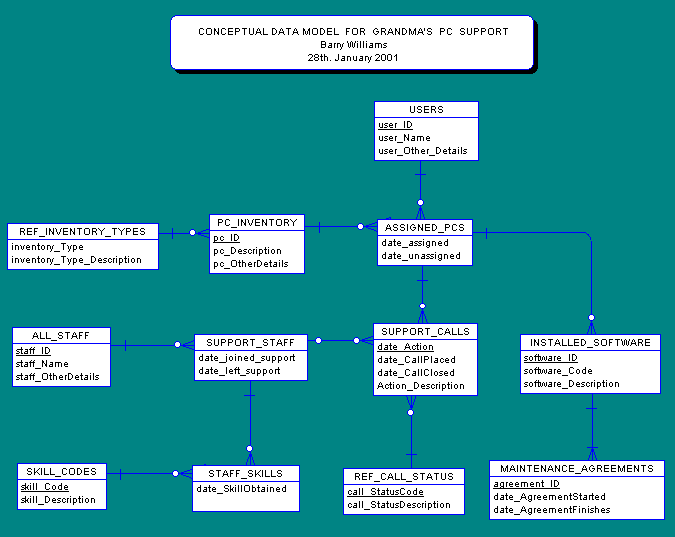 CONCEPTUAL DATA MODEL FOR GRANDMA'S PC SUPPORT
Barry Williams
28th. January 2001
USERS
user_ID
user_Name
user_Other_Details
REF_INVENTORY_TYPES
inventory_Type
inventory_Type_Description
PC_INVENTORY
pc_ID
pc_Description
pc_OtherDetails
ASSIGNED_PCS
date_assigned
date_unassigned
ALL_STAFF
staff_ID
staff_Name
staff_OtherDetails
SUPPORT_STAFF
date_joined_support
date_left_support
SUPPORT_CALLS
date_Action
date_CallPlaced
date_CallClosed
Action_Description
INSTALLED_SOFTWARE
software_ID
software_Code
software_Description
SKILL_CODES
skill_Code
skill_Description
STAFF_SKILLS
date_SkillObtained
REF_CALL_STATUS
call_StatusCode
call_StatusDescription
MAINTENANCE_AGREEMENTS
agreement_ID
date_AgreementStarted
date_AgreementFinishes